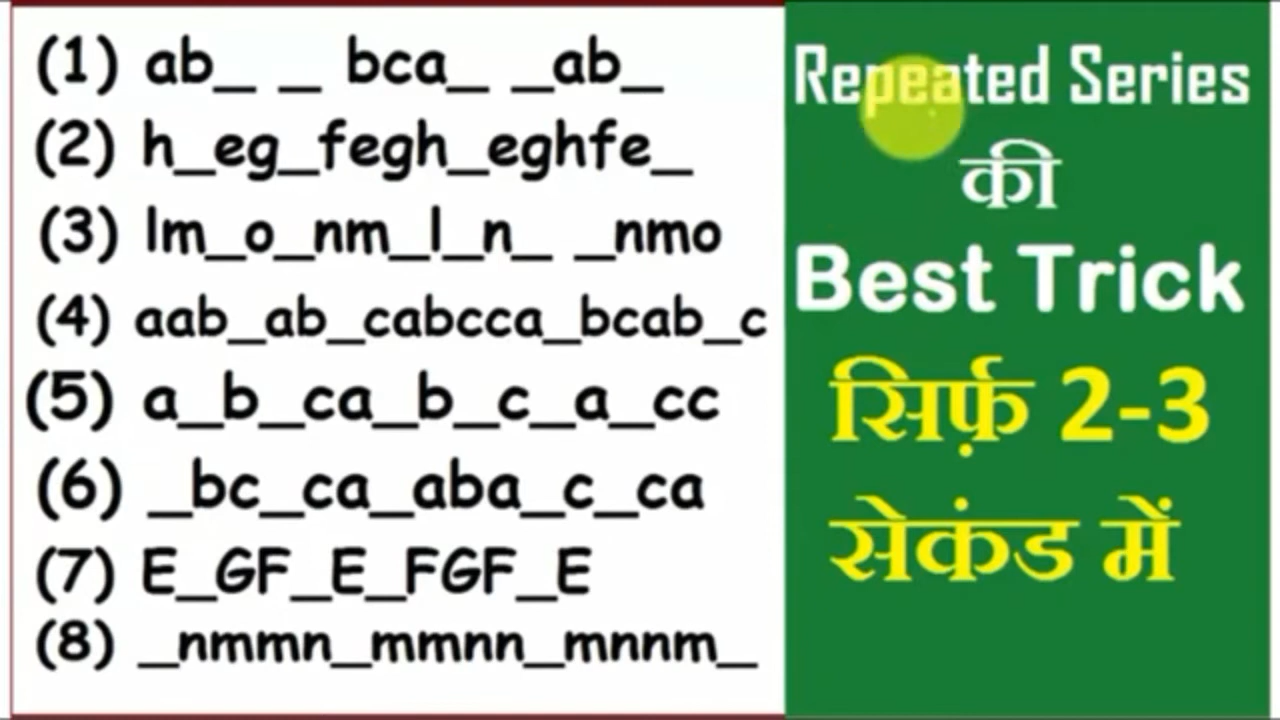 (1) ab_ _ bca_ _ab_
(2) h_eg_fegh_eghfe_
(3) lm_o_nm_l_n_ _nmo
(4) aab_ab_cabcca_bcab_c
(5) a_b_ca_b_c_a_cc
(6) _bc_ca_aba_c_ca
(7) E_GF_E_FGF_E
(8) _nmmn_mmnn_mnnm_
Repeated Series
की
Best Trick
सिर्फ़ 2-3
सेकंड में